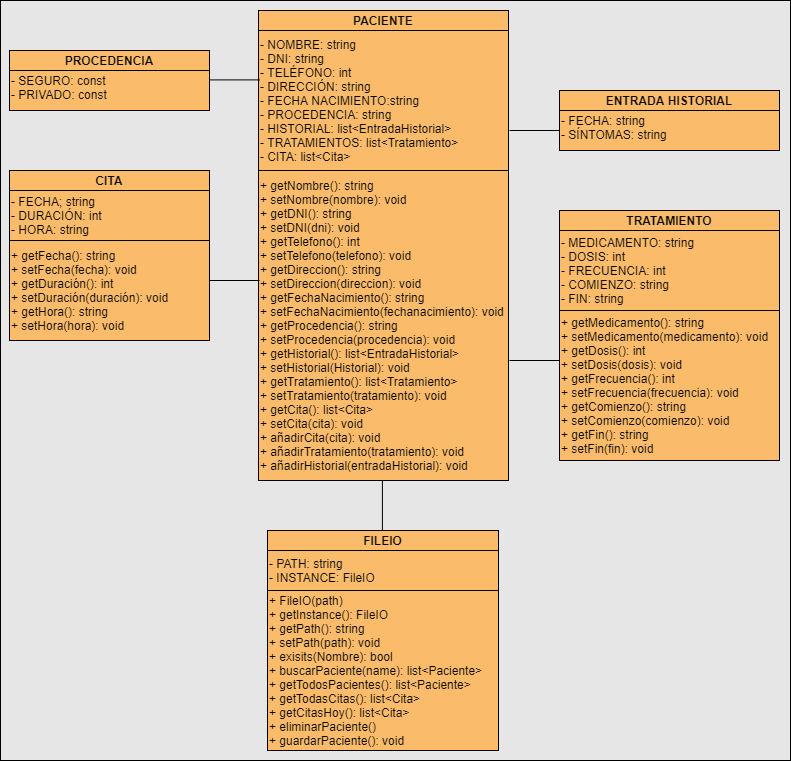 PROCEDENCIA
- SEGURO: const
- PRIVADO: const
CITA
- FECHA; string
- DURACIÓN: int
- HORA: string
+ getFecha(): string
+ setFecha(fecha): void
+ getDuración(): int
+ setDuración(duración): void
+ getHora(): string
+ setHora(hora): void
PACIENTE
- NOMBRE: string
- DNI: string
- TELÉFONO: int
- DIRECCIÓN: string
- FECHA NACIMIENTO:string
- PROCEDENCIA: string
- HISTORIAL: list<EntradaHistorial>
- TRATAMIENTOS: list<Tratamiento>
- CITA: list<Cita>
+ getNombre(): string
+ setNombre(nombre): void
+ getDNI(): string
+ setDNI(dni): void
+ getTelefono(): int
+ setTelefono(telefono): void
+ getDireccion(): string
+ setDireccion(direccion): void
+ getFechaNacimiento(): string
+ setFechaNacimiento(fechanacimiento): void
+ getProcedencia(): string
+ setProcedencia(procedencia): void
+ getHistorial(): list<EntradaHistorial>
+ setHistorial(Historial): void
+ getTratamiento(): list<Tratamiento>
+ setTratamiento(tratamiento): void
+ getCita(): list<Cita>
+ setCita(cita): void
+ añadirCita(cita): void
+ añadirTratamiento(tratamiento): void
+ añadirHistorial(entradaHistorial): void
ENTRADA HISTORIAL
- FECHA: string
- SÍNTOMAS: string
TRATAMIENTO
- MEDICAMENTO: string
- DOSIS: int
- FRECUENCIA: int
- COMIENZO: string
- FIN: string
+ getMedicamento(): string
+ setMedicamento(medicamento): void
+ getDosis(): int
+ setDosis(dosis): void
+ getFrecuencia(): int
+ setFrecuencia(frecuencia): void
+ getComienzo(): string
+ setComienzo(comienzo): void
+ getFin(): string
+ setFin(fin): void
FILEIO
- PATH: string
- INSTANCE: FileIO
+ FileIO(path)
+ getInstance(): FileIO
+ getPath(): string
+ setPath(path): void
+ exisits(Nombre): bool
+ buscarPaciente(name): list<Paciente>
+ getTodosPacientes(): list<Paciente>
+ getTodasCitas(): list<Cita>
+ getCitasHoy(): list<Cita>
+ eliminarPaciente()
+ guardarPaciente(): void